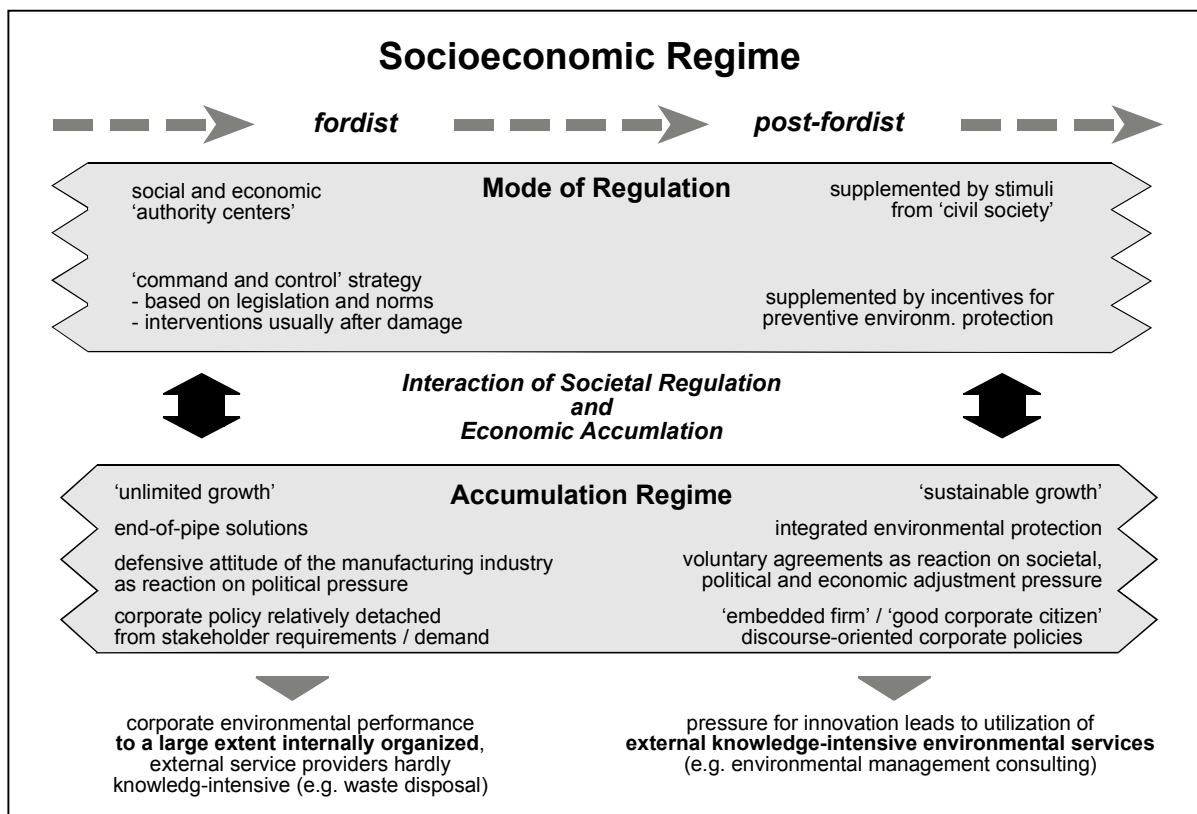 Socioeconomic Regime
fordist
post-fordist
Mode of Regulation
social and economic
‘authority centers’
‘command and control’ strategy
- based on legislation and norms
- interventions usually after damage
supplemented by stimuli
from ‘civil society’
supplemented by incentives for
preventive environm. protection
Interaction of Societal Regulation
and
Economic Accumlation
Accumulation Regime
‘unlimited growth’
end-of-pipe solutions
defensive attitude of the manufacturing industry
as reaction on political pressure
corporate policy relatively detached
from stakeholder requirements / demand
‘sustainable growth’
integrated environmental protection
voluntary agreements as reaction on societal,
political and economic adjustment pressure
‘embedded firm’ / ‘good corporate citizen’
discourse-oriented corporate policies
corporate environmental performance
to a large extent internally organized,
external service providers hardly
knowledg-intensive (e.g. waste disposal)
pressure for innovation leads to utilization of
external knowledge-intensive environmental services
(e.g. environmental management consulting)